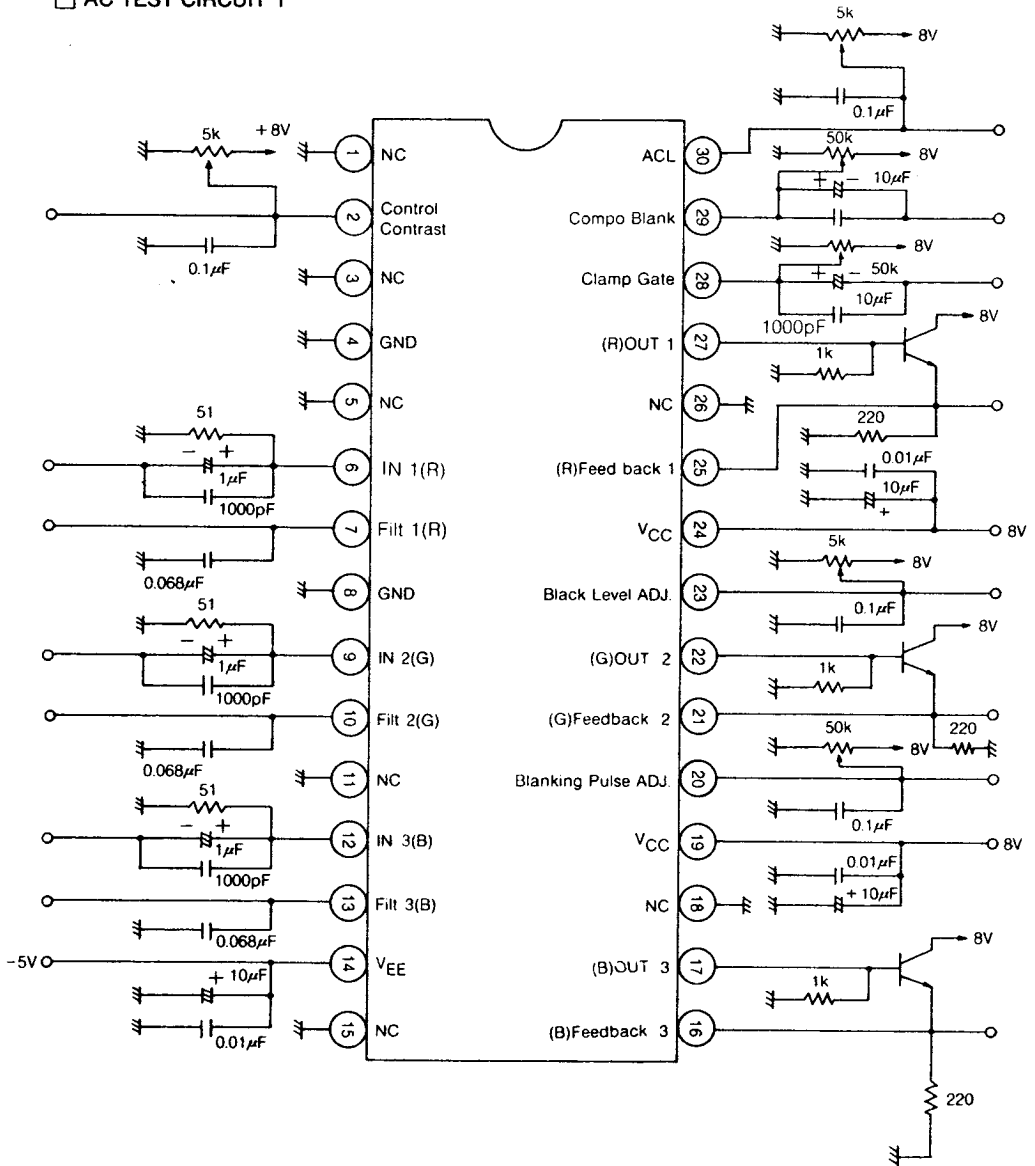 AC TEST CIRCUIT 1
5k
+8V
1
NC
2
Control
Contrast
0.1μF
3
NC
4
GND
5
NC
51
- +
1μF
1000pF
6
IN 1(R)
7
Filt 1(R)
0.068μF
8
GND
51
- +
1μF
1000pF
9
IN 2(G)
10
Filt 2(G)
0.068μF
11
NC
51
- +
1μF
1000pF
12
IN 3(B)
13
Filt 3(B)
0.068μF
-5V
14
VEE
+ 10μF
0.01μF
15
NC
5k
8V
0.1μF
ACL
30
50k
8V
+ - 10μF
Compo Blank
29
8V
+ - 50k
10μF
Clamp Gate
28
1000pF
8V
(R)OUT 1
27
1k
NC
26
220
0.01μF
(R)Feed back 1
25
10μF
+
VCC
24
8V
5k
8V
Black Level ADJ.
23
0.1μF
8V
(G)OUT 2
22
1k
(G)Feedback 2
21
50k
8V
220
Blanking Pulse ADJ.
20
0.1μF
VCC
19
8V
0.01μF
+ 10μF
NC
18
8V
(B)OUT 3
17
1k
(B)Feedback 3
16
220